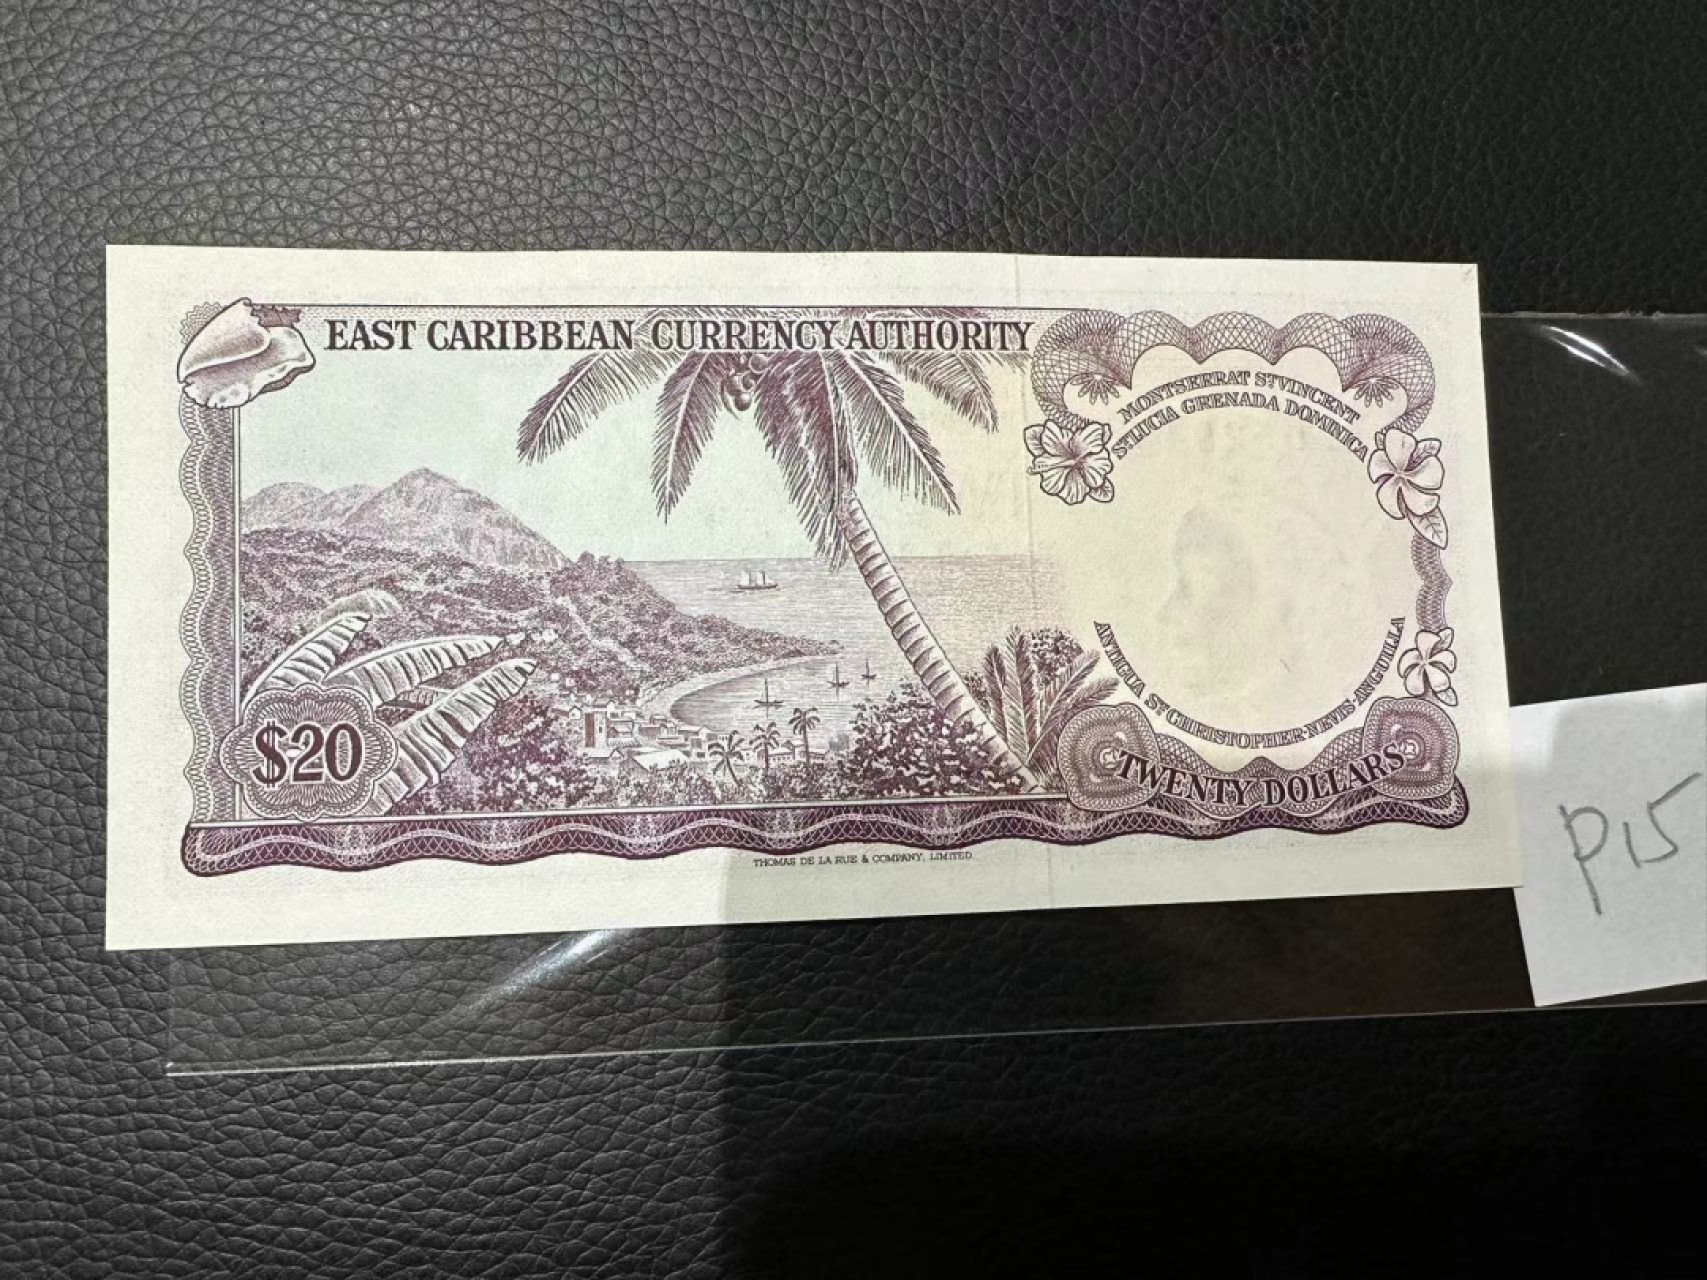 EAST CARIBBEAN CURRENCY AUTHORITY
MONTSERRAT ST VINCENT
ST LUCIA GRENADA DOMINICA
ANTIGUA ST CHRISTOPHER-NEVIS-ANGUILLA
$20
TWENTY DOLLARS
THOMAS DE LA RUE & COMPANY, LIMITED.
P15